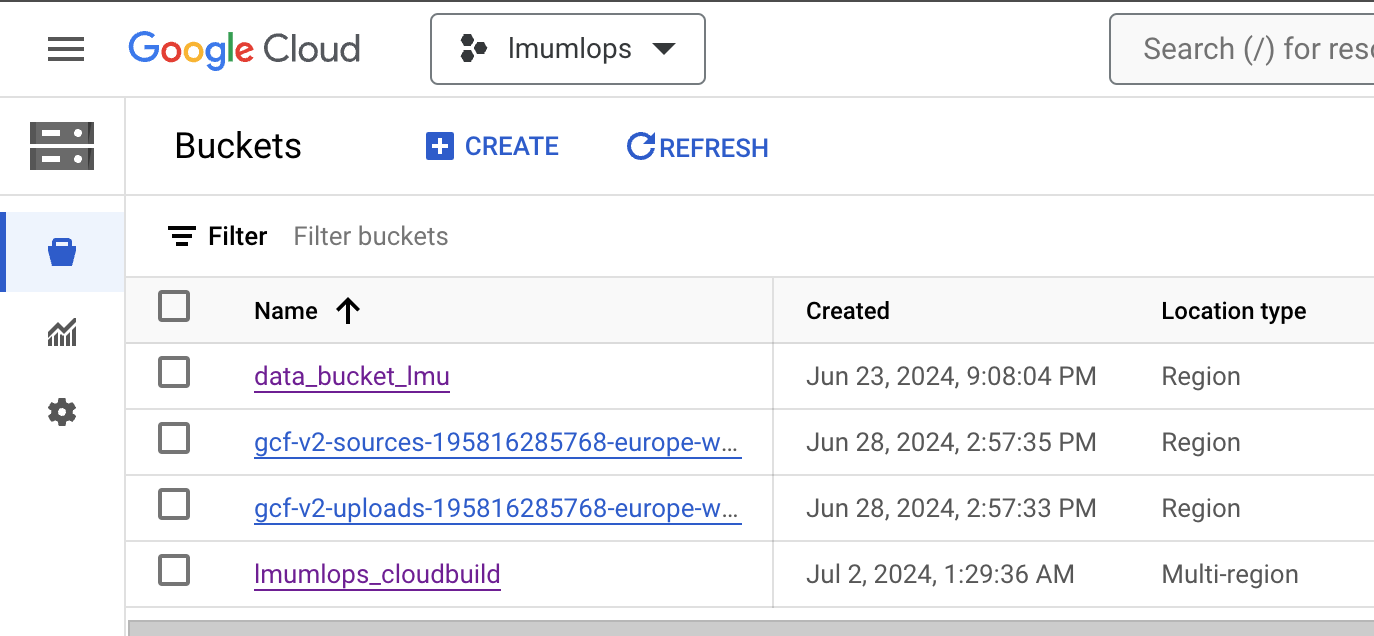 Google Cloud lmumlops Search (/) for reso
Buckets CREATE REFRESH
Filter Filter buckets
Name Created Location type
data_bucket_lmu Jun 23, 2024, 9:08:04 PM Region
gcf-v2-sources-195816285768-europe-w... Jun 28, 2024, 2:57:35 PM Region
gcf-v2-uploads-195816285768-europe-w... Jun 28, 2024, 2:57:33 PM Region
lmumlops_cloudbuild Jul 2, 2024, 1:29:36 AM Multi-region